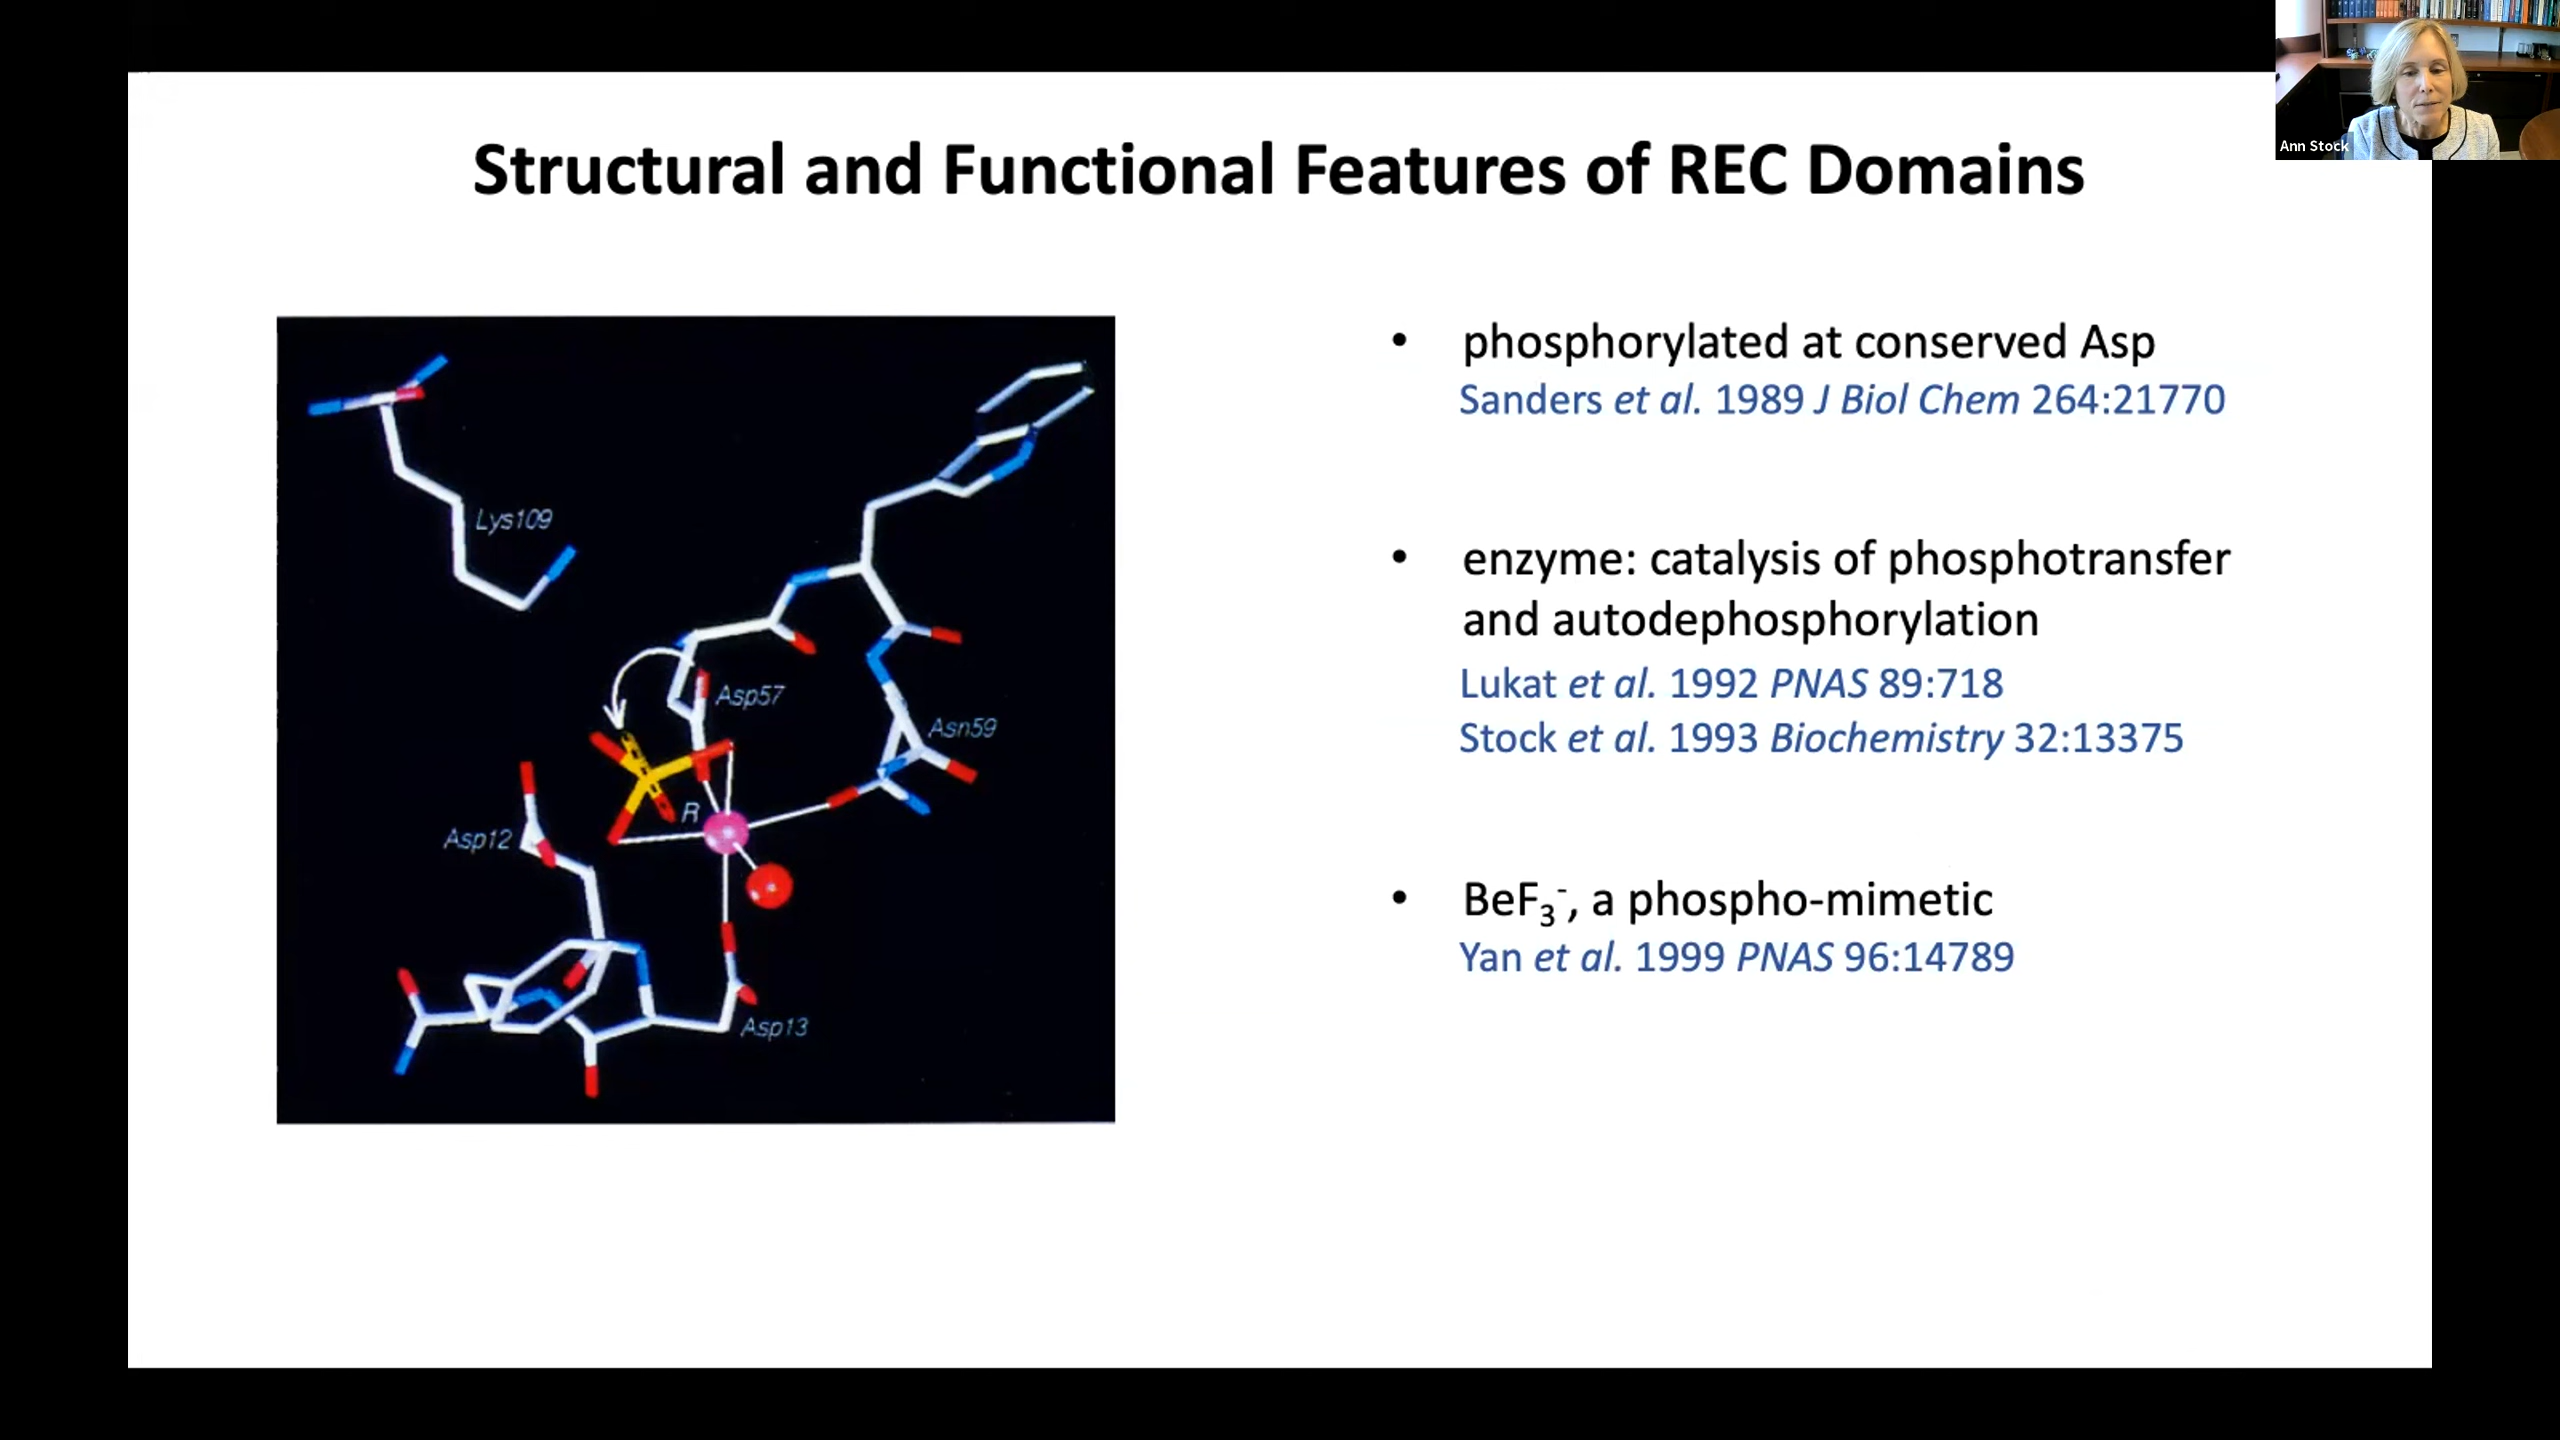 Ann Stock
Structural and Functional Features of REC Domains
Lys109
Asp57
Asn59
R
Asp12
Asp13
• phosphorylated at conserved Asp
Sanders et al. 1989 J Biol Chem 264:21770
• enzyme: catalysis of phosphotransfer
and autodephosphorylation
Lukat et al. 1992 PNAS 89:718
Stock et al. 1993 Biochemistry 32:13375
• BeF₃⁻, a phospho-mimetic
Yan et al. 1999 PNAS 96:14789